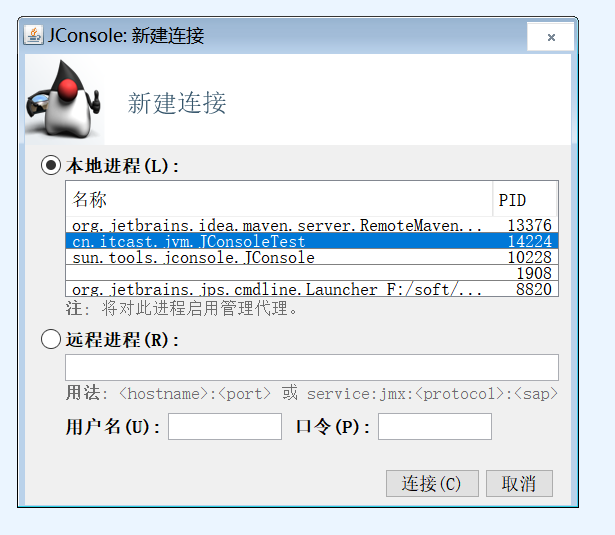 JConsole: 新建连接
新建连接
本地进程(L):
名称 PID
org.jetbrains.idea.maven.server.RemoteMaven... 13376
cn.itcast.jvm.JConsoleTest 14224
sun.tools.jconsole.JConsole 10228
1908
org.jetbrains.jps.cmdline.Launcher F:/soft/... 8820
注: 将对此进程启用管理代理。
远程进程(R):
用法: <hostname>:<port> 或 service:jmx:<protocol>:<sap>
用户名(U): 口令(P):
连接(C) 取消